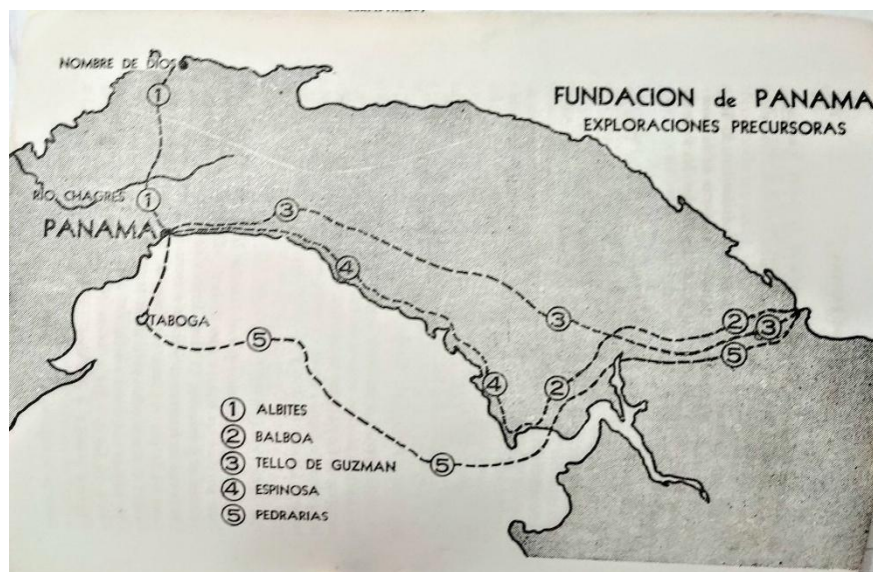 FUNDACION de PANAMA
EXPLORACIONES PRECURSORAS
NOMBRE DE DIOS
1
RÍO CHAGRES
1
PANAMA
3
4
TABOGA
5
3
2
3
5
4
2
5
1 ALBITES
2 BALBOA
3 TELLO DE GUZMAN
4 ESPINOSA
5 PEDRARIAS